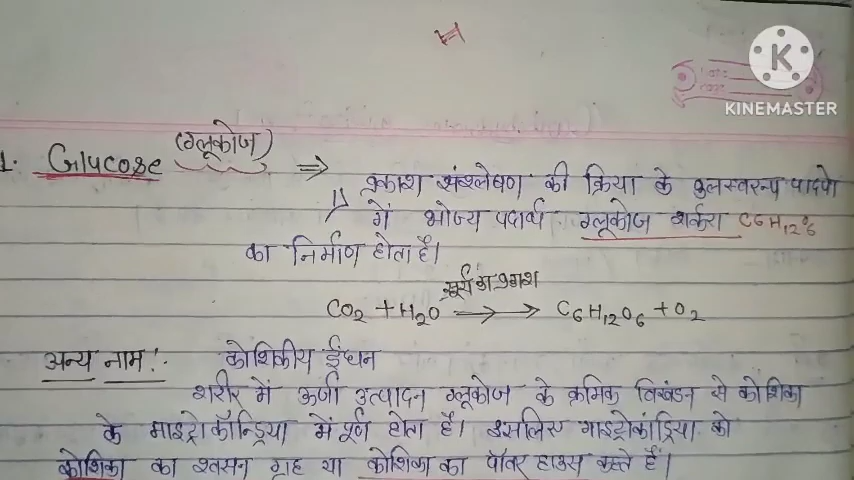 KINEMASTER
1. Glucose (ग्लूकोज) ⇒ प्रकाश संश्लेषण की क्रिया के फलस्वरूप पादपो
में भोज्य पदार्थ ग्लूकोज शर्करा C6H12O6
का निर्माण होता है।
सूर्य का प्रकाश
CO2 + H2O →→ C6H12O6 + O2
अन्य नाम !. कोशिकीय ईंधन
शरीर में ऊर्जा उत्पादन ग्लूकोज के क्रमिक विखंडन से कोशिका
के माइटोकॉन्ड्रिया में पूर्ण होता है। इसलिए माइटोकांड्रिया को
कोशिका का श्वसन ग्रह या कोशिका का पॉवर हाउस कहते हैं।